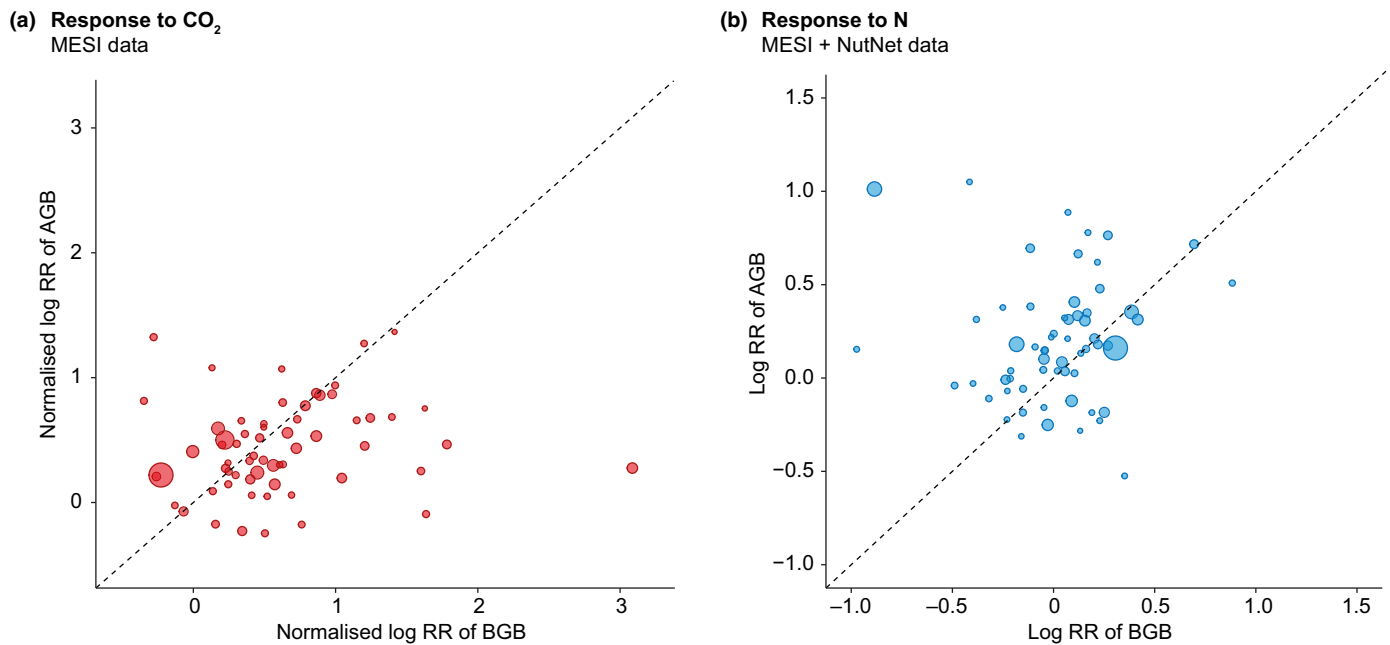 (a) Response to CO₂
MESI data
3
2
1
0
Normalised log RR of AGB
0
1
2
3
Normalised log RR of BGB
(b) Response to N
MESI + NutNet data
1.5
1.0
0.5
0.0
−0.5
−1.0
Log RR of AGB
−1.0
−0.5
0
0.5
1.0
1.5
Log RR of BGB